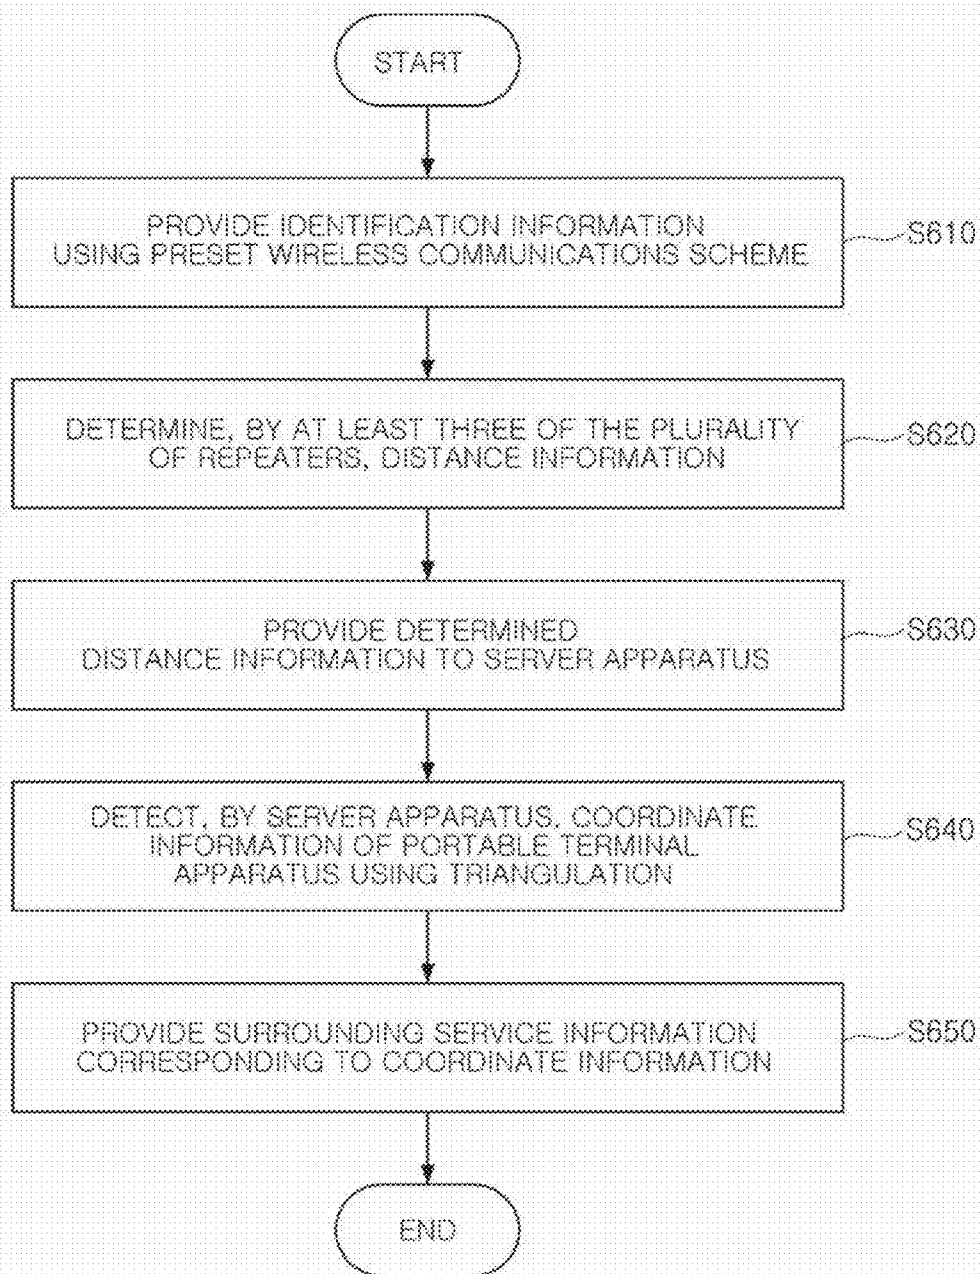 START
PROVIDE IDENTIFICATION INFORMATION
USING PRESET WIRELESS COMMUNICATIONS SCHEME
S610
DETERMINE, BY AT LEAST THREE OF THE PLURALITY
OF REPEATERS, DISTANCE INFORMATION
S620
PROVIDE DETERMINED
DISTANCE INFORMATION TO SERVER APPARATUS
S630
DETECT, BY SERVER APPARATUS, COORDINATE
INFORMATION OF PORTABLE TERMINAL
APPARATUS USING TRIANGULATION
S640
PROVIDE SURROUNDING SERVICE INFORMATION
CORRESPONDING TO COORDINATE INFORMATION
S650
END